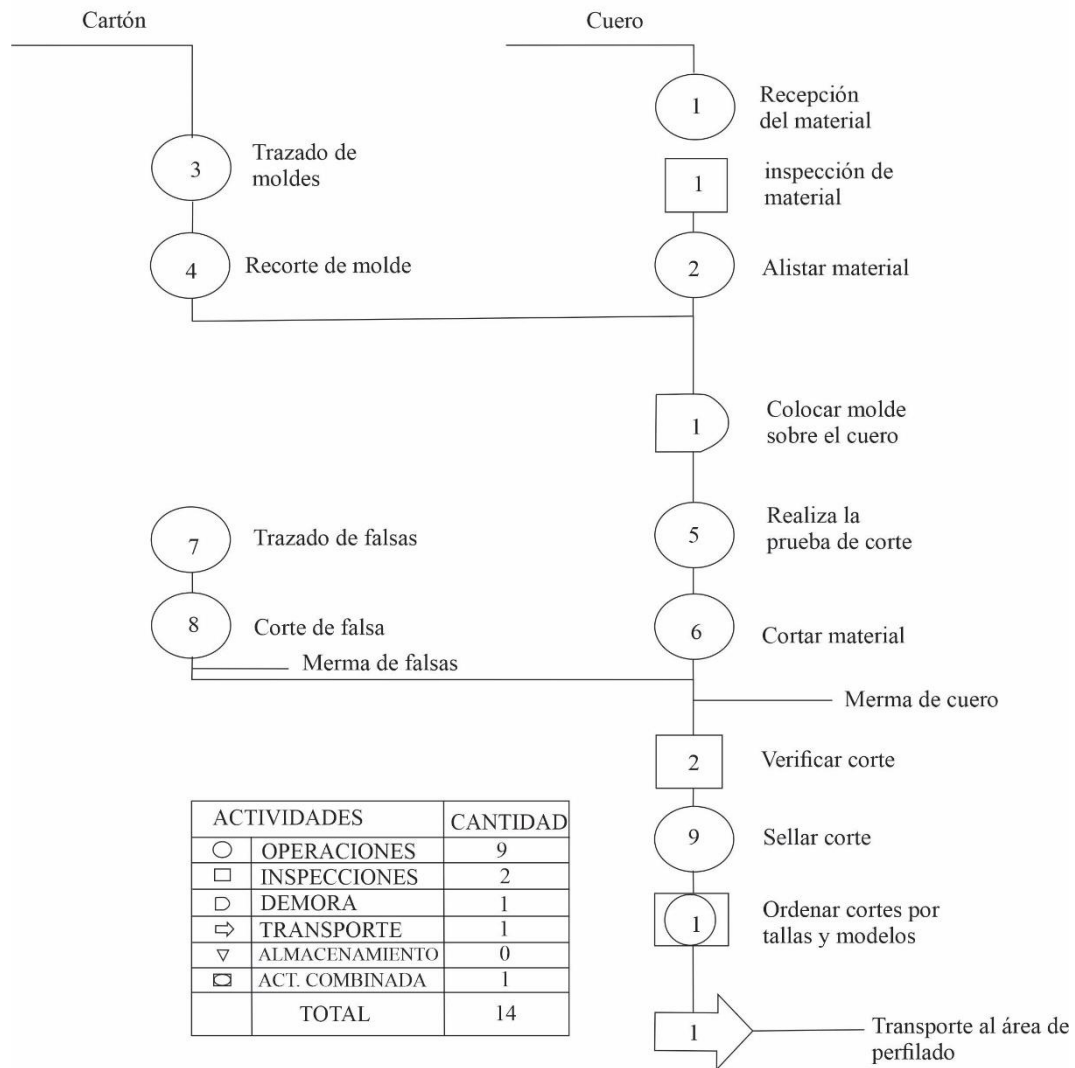 Cartón
Cuero
1
Recepción
del material
3
Trazado de
moldes
1
inspección de
material
4
Recorte de molde
2
Alistar material
1
Colocar molde
sobre el cuero
7
Trazado de falsas
5
Realiza la
prueba de corte
8
Corte de falsa
6
Cortar material
Merma de falsas
Merma de cuero
2
Verificar corte
9
Sellar corte
1
Ordenar cortes por
tallas y modelos
1
Transporte al área de
perfilado
ACTIVIDADES CANTIDAD
OPERACIONES 9
INSPECCIONES 2
DEMORA 1
TRANSPORTE 1
ALMACENAMIENTO 0
ACT. COMBINADA 1
TOTAL 14